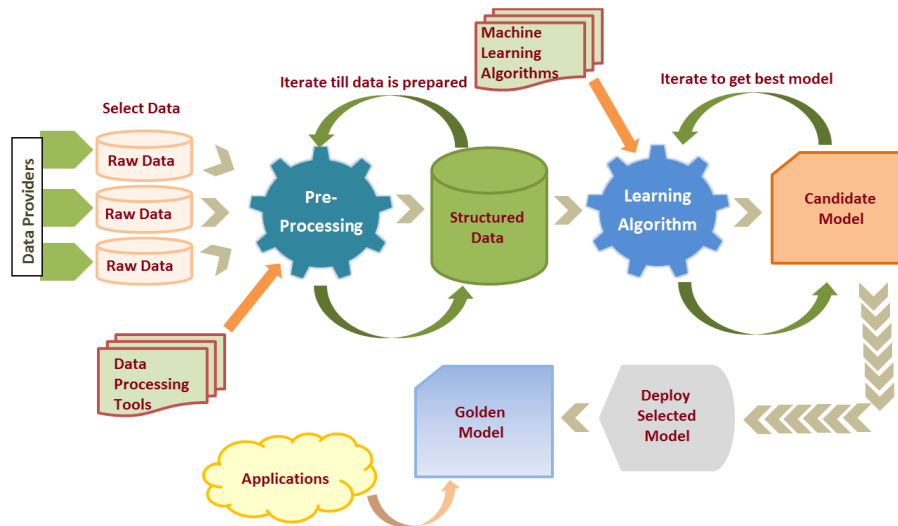 Machine
Learning
Algorithms
Iterate till data is prepared
Iterate to get best model
Select Data
Data Providers
Raw Data
Raw Data
Raw Data
Pre-
Processing
Structured
Data
Learning
Algorithm
Candidate
Model
Data
Processing
Tools
Golden
Model
Deploy
Selected
Model
Applications